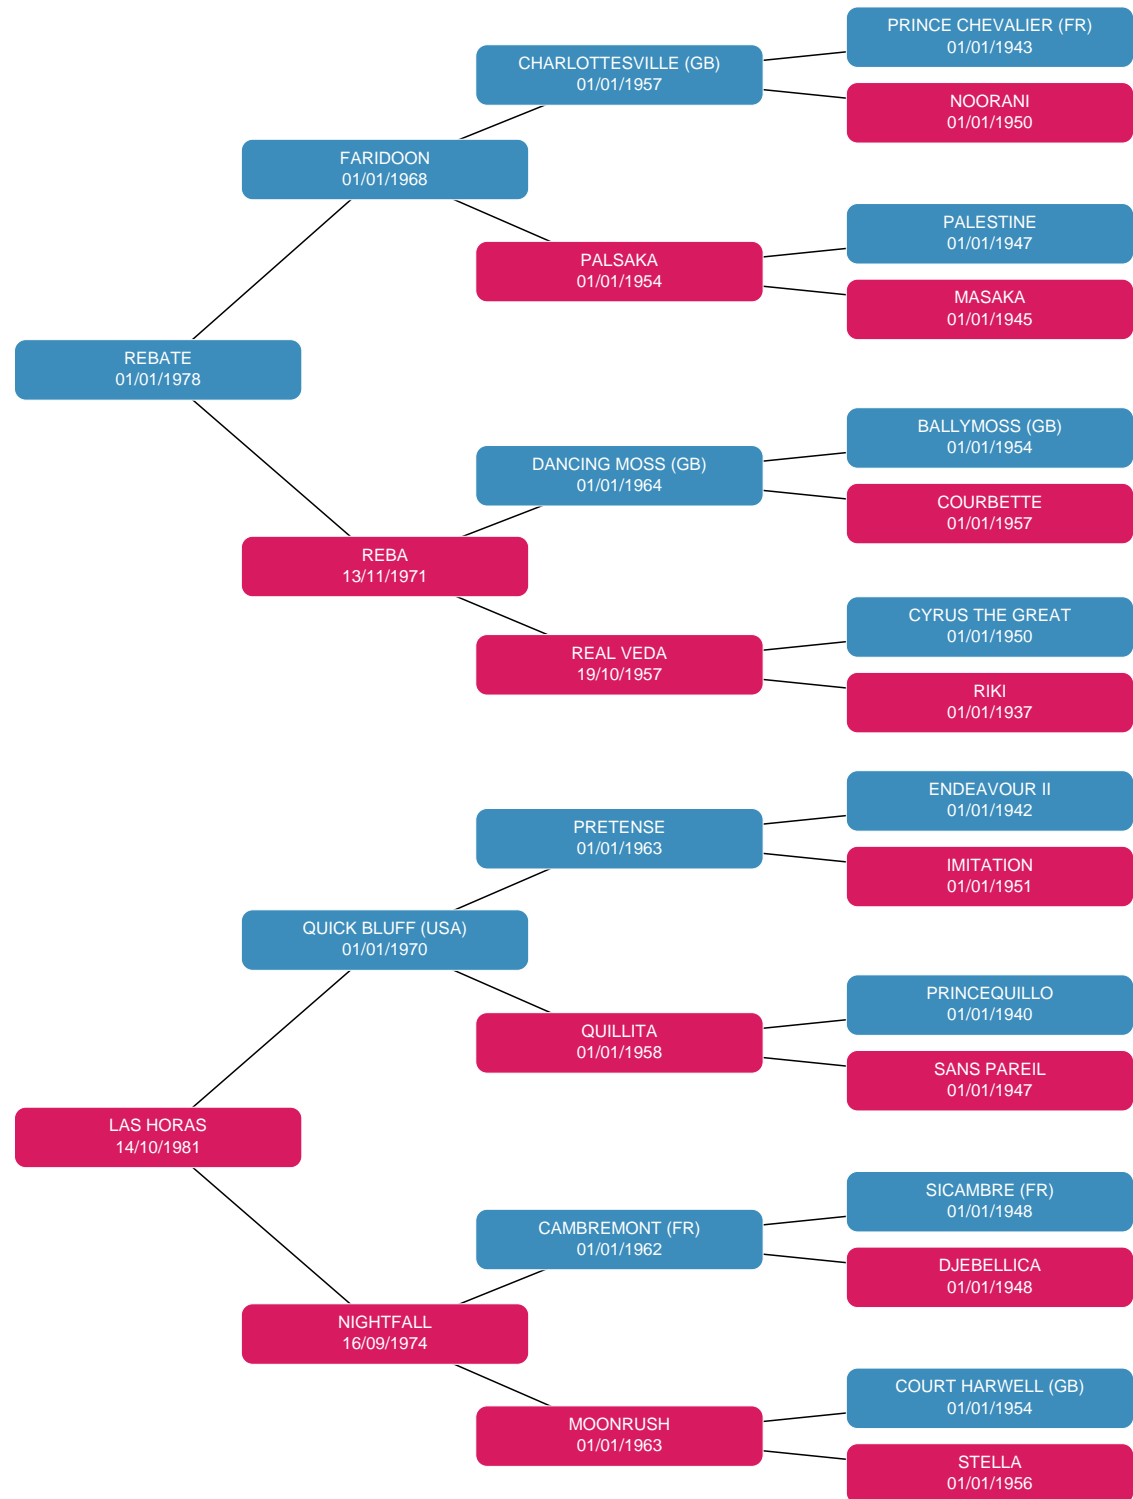 PRINCE CHEVALIER (FR)
01/01/1943
CHARLOTTESVILLE (GB)
01/01/1957
NOORANI
01/01/1950
FARIDOON
01/01/1968
PALESTINE
01/01/1947
PALSAKA
01/01/1954
MASAKA
01/01/1945
REBATE
01/01/1978
BALLYMOSS (GB)
01/01/1954
DANCING MOSS (GB)
01/01/1964
COURBETTE
01/01/1957
REBA
13/11/1971
CYRUS THE GREAT
01/01/1950
REAL VEDA
19/10/1957
RIKI
01/01/1937
ENDEAVOUR II
01/01/1942
PRETENSE
01/01/1963
IMITATION
01/01/1951
QUICK BLUFF (USA)
01/01/1970
PRINCEQUILLO
01/01/1940
QUILLITA
01/01/1958
SANS PAREIL
01/01/1947
LAS HORAS
14/10/1981
SICAMBRE (FR)
01/01/1948
CAMBREMONT (FR)
01/01/1962
DJEBELLICA
01/01/1948
NIGHTFALL
16/09/1974
COURT HARWELL (GB)
01/01/1954
MOONRUSH
01/01/1963
STELLA
01/01/1956